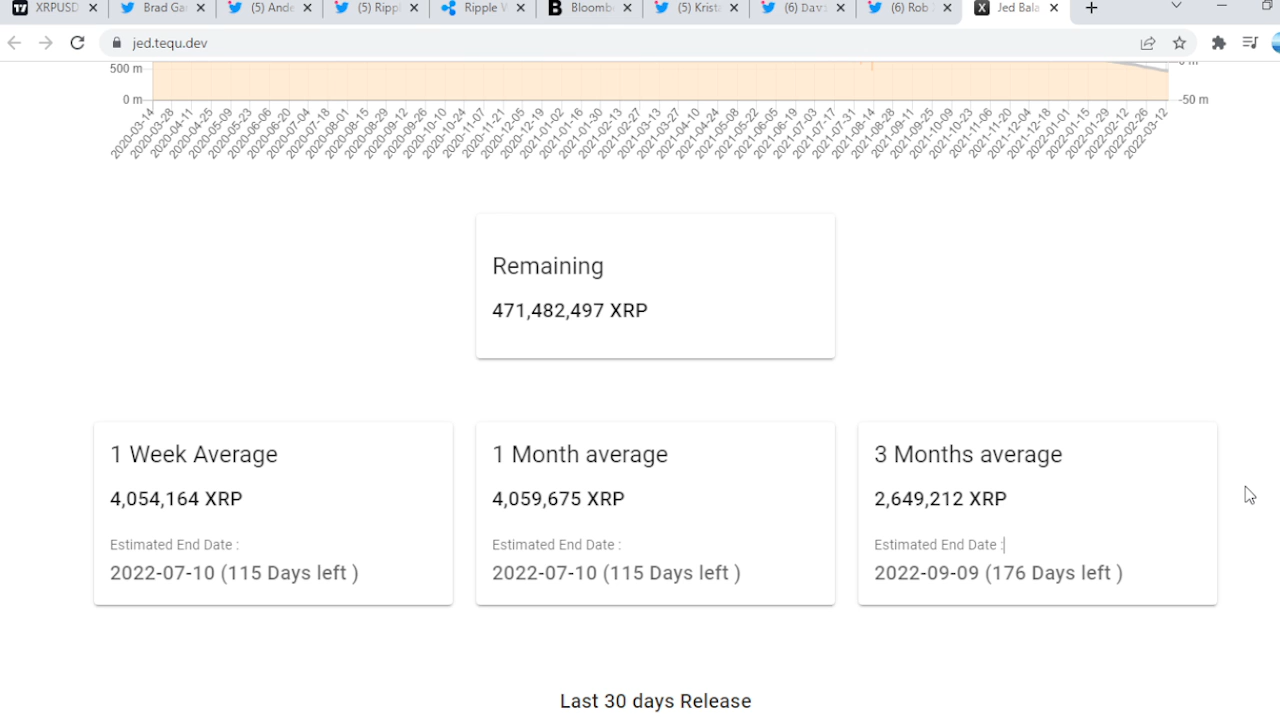 XRPUSD
Brad Ga
(5) Ande
(5) Rippl
Ripple W
Bloomb
(5) Krist
(6) Davi
(6) Rob
Jed Bala
jed.tequ.dev
500 m
0 m
-50 m
2020-03-14
2020-03-28
2020-04-11
2020-04-25
2020-05-09
2020-05-23
2020-06-06
2020-06-20
2020-07-04
2020-07-18
2020-08-01
2020-08-15
2020-08-29
2020-09-12
2020-09-26
2020-10-10
2020-10-24
2020-11-07
2020-11-21
2020-12-05
2020-12-19
2021-01-02
2021-01-16
2021-01-30
2021-02-13
2021-02-27
2021-03-13
2021-03-27
2021-04-10
2021-04-24
2021-05-08
2021-05-22
2021-06-05
2021-06-19
2021-07-03
2021-07-17
2021-07-31
2021-08-14
2021-08-28
2021-09-11
2021-09-25
2021-10-09
2021-10-23
2021-11-06
2021-11-20
2021-12-04
2021-12-18
2022-01-01
2022-01-15
2022-01-29
2022-02-12
2022-02-26
2022-03-12
Remaining
471,482,497 XRP
1 Week Average
4,054,164 XRP
Estimated End Date :
2022-07-10 (115 Days left )
1 Month average
4,059,675 XRP
Estimated End Date :
2022-07-10 (115 Days left )
3 Months average
2,649,212 XRP
Estimated End Date :
2022-09-09 (176 Days left )
Last 30 days Release